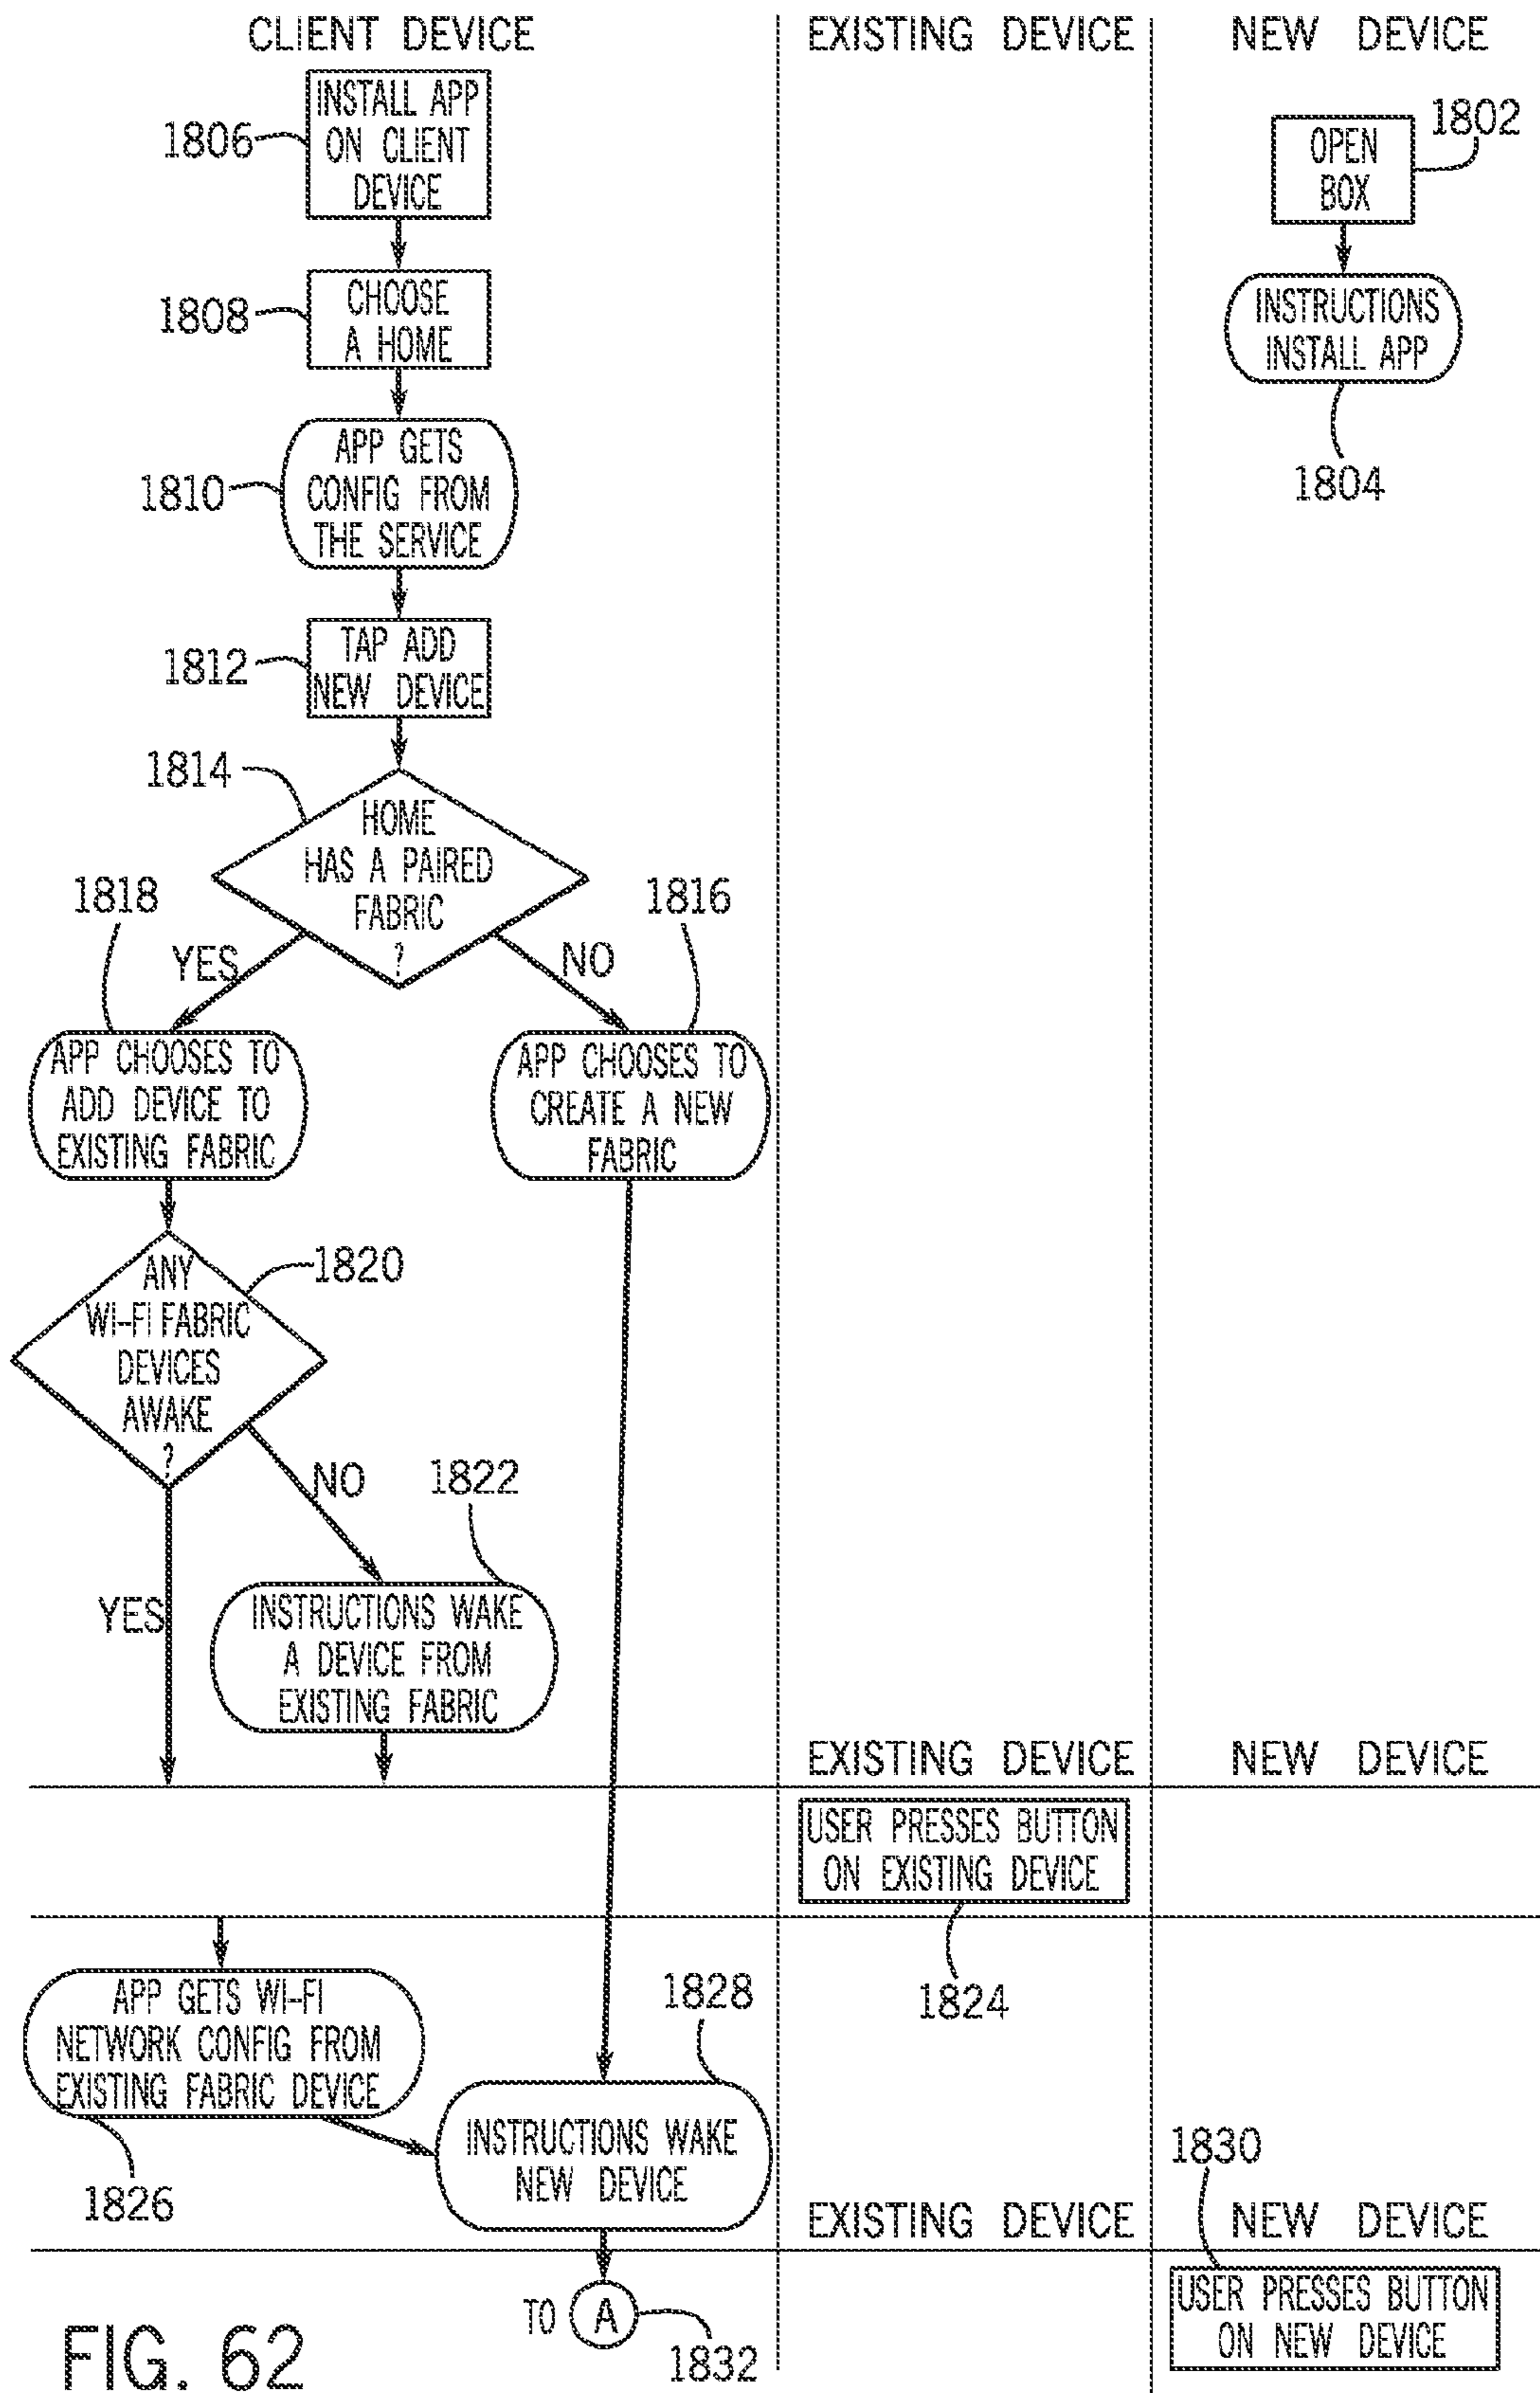 CLIENT DEVICE
EXISTING DEVICE
NEW DEVICE
1806
INSTALL APP
ON CLIENT
DEVICE
1802
OPEN
BOX
1808
CHOOSE
A HOME
INSTRUCTIONS
INSTALL APP
1804
1810
APP GETS
CONFIG FROM
THE SERVICE
1812
TAP ADD
NEW DEVICE
1814
HOME
HAS A PAIRED
FABRIC
?
1818
1816
YES
NO
APP CHOOSES TO
ADD DEVICE TO
EXISTING FABRIC
APP CHOOSES TO
CREATE A NEW
FABRIC
1820
ANY
WI-FI FABRIC
DEVICES
AWAKE
?
NO
1822
YES
INSTRUCTIONS WAKE
A DEVICE FROM
EXISTING FABRIC
EXISTING DEVICE
NEW DEVICE
USER PRESSES BUTTON
ON EXISTING DEVICE
1824
APP GETS WI-FI
NETWORK CONFIG FROM
EXISTING FABRIC DEVICE
1826
1828
INSTRUCTIONS WAKE
NEW DEVICE
1830
EXISTING DEVICE
NEW DEVICE
TO A
1832
USER PRESSES BUTTON
ON NEW DEVICE
FIG. 62